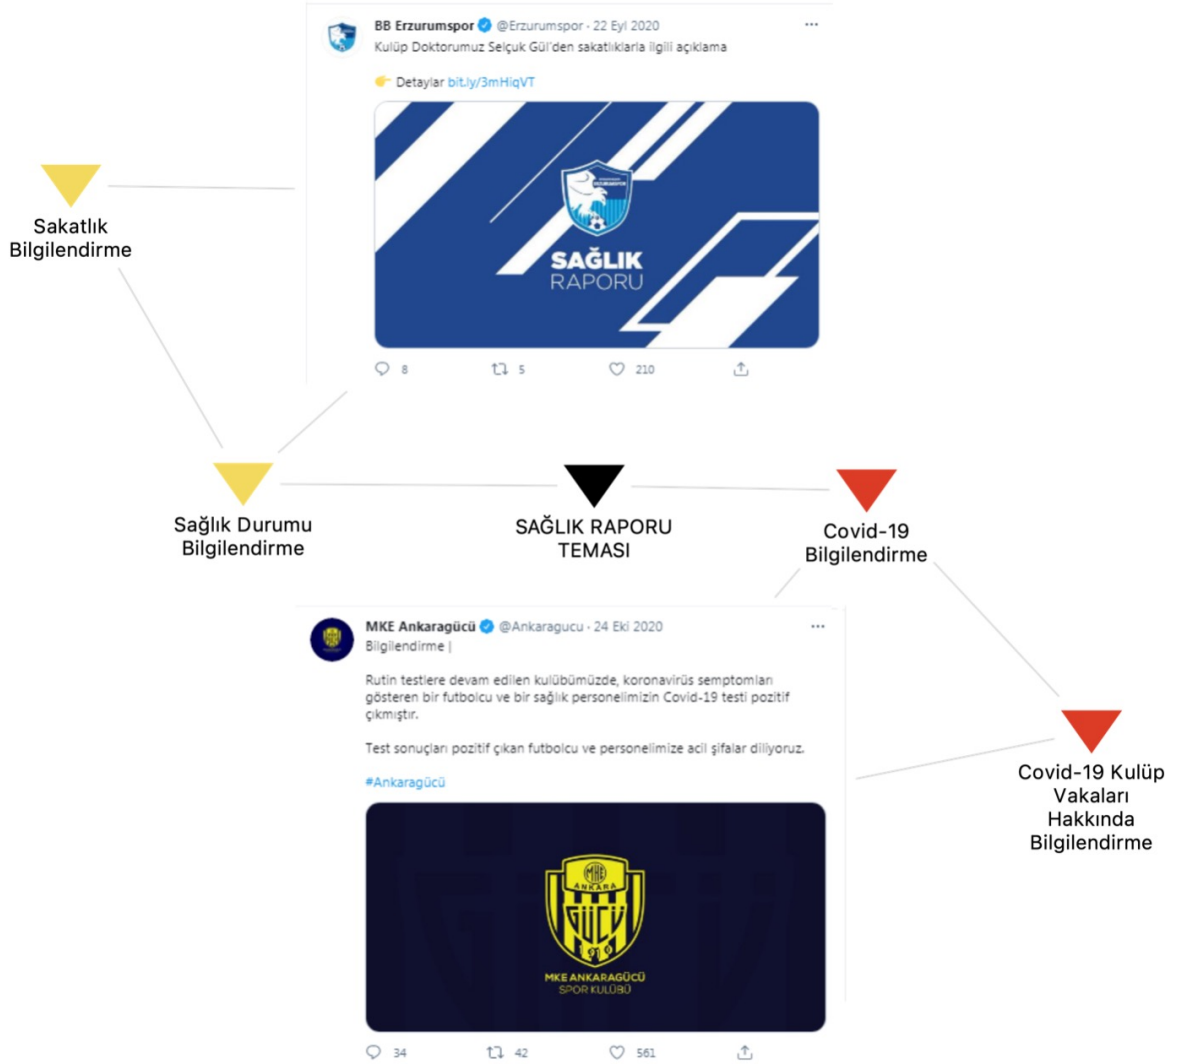 BB Erzurumspor @Erzurumspor · 22 Eyl 2020
Kulüp Doktorumuz Selçuk Gül'den sakatlıklarla ilgili açıklama
Detaylar bit.ly/3mHiqVT
ERZURUMSPOR
SAĞLIK
RAPORU
8 5 210
Sakatlık
Bilgilendirme
Sağlık Durumu
Bilgilendirme
SAĞLIK RAPORU
TEMASI
Covid-19
Bilgilendirme
MKE Ankaragücü @Ankaragucu · 24 Eki 2020
Bilgilendirme |
Rutin testlere devam edilen kulübümüzde, koronavirüs semptomları
gösteren bir futbolcu ve bir sağlık personelimizin Covid-19 testi pozitif
çıkmıştır.
Test sonuçları pozitif çıkan futbolcu ve personelimize acil şifalar diliyoruz.
#Ankaragücü
MKE
ANKARA
GÜCÜ
1910
MKE ANKARAGÜCÜ
SPOR KULÜBÜ
34 42 561
Covid-19 Kulüp
Vakaları
Hakkında
Bilgilendirme